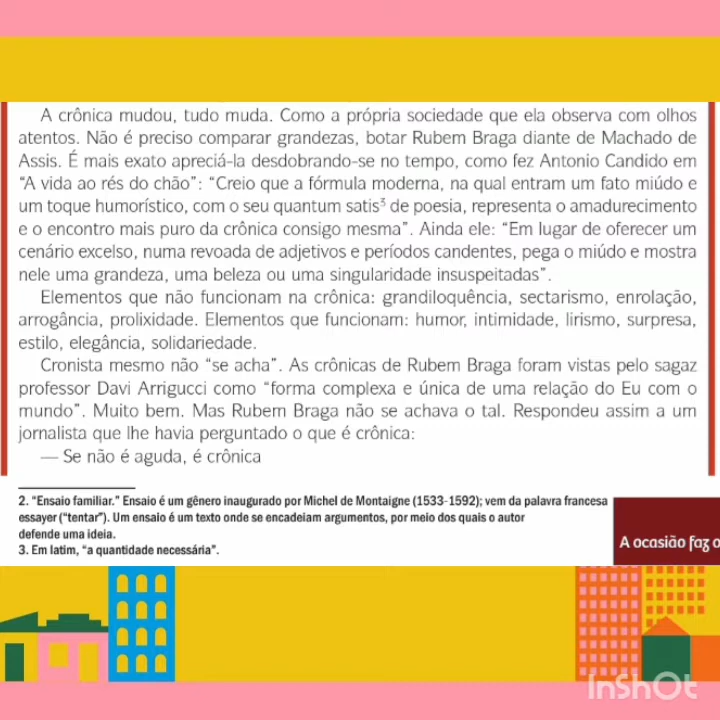 A crônica mudou, tudo muda. Como a própria sociedade que ela observa com olhos
atentos. Não é preciso comparar grandezas, botar Rubem Braga diante de Machado de
Assis. É mais exato apreciá-la desdobrando-se no tempo, como fez Antonio Candido em
“A vida ao rés do chão”: “Creio que a fórmula moderna, na qual entram um fato miúdo e
um toque humorístico, com o seu quantum satis³ de poesia, representa o amadurecimento
e o encontro mais puro da crônica consigo mesma”. Ainda ele: “Em lugar de oferecer um
cenário excelso, numa revoada de adjetivos e períodos candentes, pega o miúdo e mostra
nele uma grandeza, uma beleza ou uma singularidade insuspeitadas”.
Elementos que não funcionam na crônica: grandiloquência, sectarismo, enrolação,
arrogância, prolixidade. Elementos que funcionam: humor, intimidade, lirismo, surpresa,
estilo, elegância, solidariedade.
Cronista mesmo não “se acha”. As crônicas de Rubem Braga foram vistas pelo sagaz
professor Davi Arrigucci como “forma complexa e única de uma relação do Eu com o
mundo”. Muito bem. Mas Rubem Braga não se achava o tal. Respondeu assim a um
jornalista que lhe havia perguntado o que é crônica:
— Se não é aguda, é crônica
2. “Ensaio familiar.” Ensaio é um gênero inaugurado por Michel de Montaigne (1533-1592); vem da palavra francesa
essayer (“tentar”). Um ensaio é um texto onde se encadeiam argumentos, por meio dos quais o autor
defende uma ideia.
3. Em latim, “a quantidade necessária”.
A ocasião faz o
InShOt